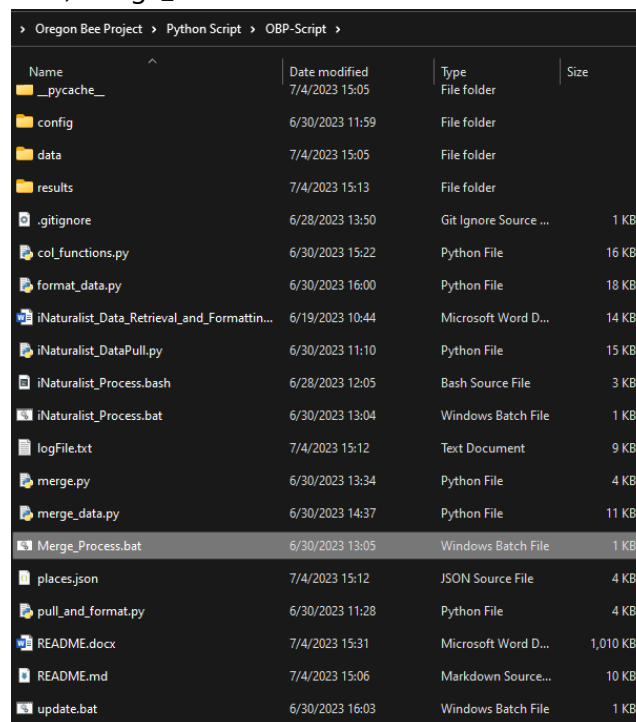 > Oregon Bee Project > Python Script > OBP-Script >
Name Date modified Type Size
__pycache__ 7/4/2023 15:05 File folder
config 6/30/2023 11:59 File folder
data 7/4/2023 15:05 File folder
results 7/4/2023 15:13 File folder
.gitignore 6/28/2023 13:50 Git Ignore Source ... 1 KB
col_functions.py 6/30/2023 15:22 Python File 16 KB
format_data.py 6/30/2023 16:00 Python File 18 KB
iNaturalist_Data_Retrieval_and_Formattin... 6/19/2023 10:44 Microsoft Word D... 14 KB
iNaturalist_DataPull.py 6/30/2023 11:10 Python File 15 KB
iNaturalist_Process.bash 6/28/2023 12:05 Bash Source File 3 KB
iNaturalist_Process.bat 6/30/2023 13:04 Windows Batch File 1 KB
logFile.txt 7/4/2023 15:12 Text Document 9 KB
merge.py 6/30/2023 13:34 Python File 4 KB
merge_data.py 6/30/2023 14:37 Python File 11 KB
Merge_Process.bat 6/30/2023 13:05 Windows Batch File 1 KB
places.json 7/4/2023 15:12 JSON Source File 4 KB
pull_and_format.py 6/30/2023 11:28 Python File 4 KB
README.docx 7/4/2023 15:31 Microsoft Word D... 1,010 KB
README.md 7/4/2023 15:06 Markdown Source... 10 KB
update.bat 6/30/2023 16:03 Windows Batch File 1 KB